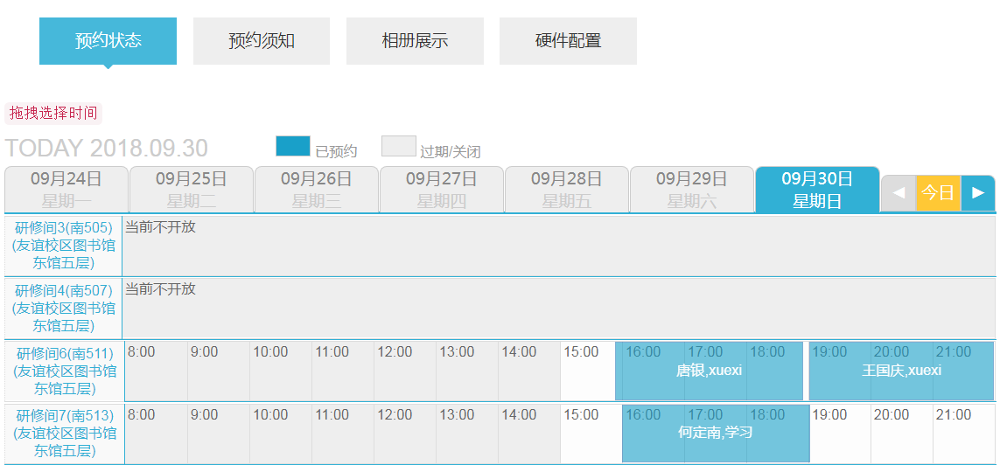 预约状态 预约须知 相册展示 硬件配置
拖拽选择时间
TODAY 2018.09.30 已预约 过期/关闭
09月24日 09月25日 09月26日 09月27日 09月28日 09月29日 09月30日
星期一 星期二 星期三 星期四 星期五 星期六 星期日 ◀ 今日 ▶
研修间3(南505) 当前不开放
(友谊校区图书馆
东馆五层)
研修间4(南507) 当前不开放
(友谊校区图书馆
东馆五层)
研修间6(南511) 8:00 9:00 10:00 11:00 12:00 13:00 14:00 15:00 16:00 17:00 18:00 19:00 20:00 21:00
(友谊校区图书馆 唐银,xuexi 王国庆,xuexi
东馆五层)
研修间7(南513) 8:00 9:00 10:00 11:00 12:00 13:00 14:00 15:00 16:00 17:00 18:00 19:00 20:00 21:00
(友谊校区图书馆 何定南,学习
东馆五层)